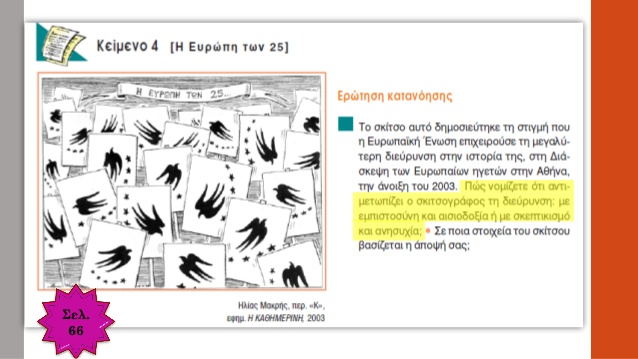 Κείμενο 4 [Η Ευρώπη των 25]
Η ΕΥΡΩΠΗ ΤΩΝ 25...
Ερώτηση κατανόησης
Το σκίτσο αυτό δημοσιεύτηκε τη στιγμή που
η Ευρωπαϊκή Ένωση επιχειρούσε τη μεγαλύ-
τερη διεύρυνση στην ιστορία της, στη Διά-
σκεψη των Ευρωπαίων ηγετών στην Αθήνα,
την άνοιξη του 2003. Πώς νομίζετε ότι αντι-
μετωπίζει ο σκιτσογράφος τη διεύρυνση: με
εμπιστοσύνη και αισιοδοξία ή με σκεπτικισμό
και ανησυχία; • Σε ποια στοιχεία του σκίτσου
βασίζεται η άποψή σας;
Ηλίας Μακρής, περ. «Κ»,
εφημ. Η ΚΑΘΗΜΕΡΙΝΗ, 2003
Σελ.
66